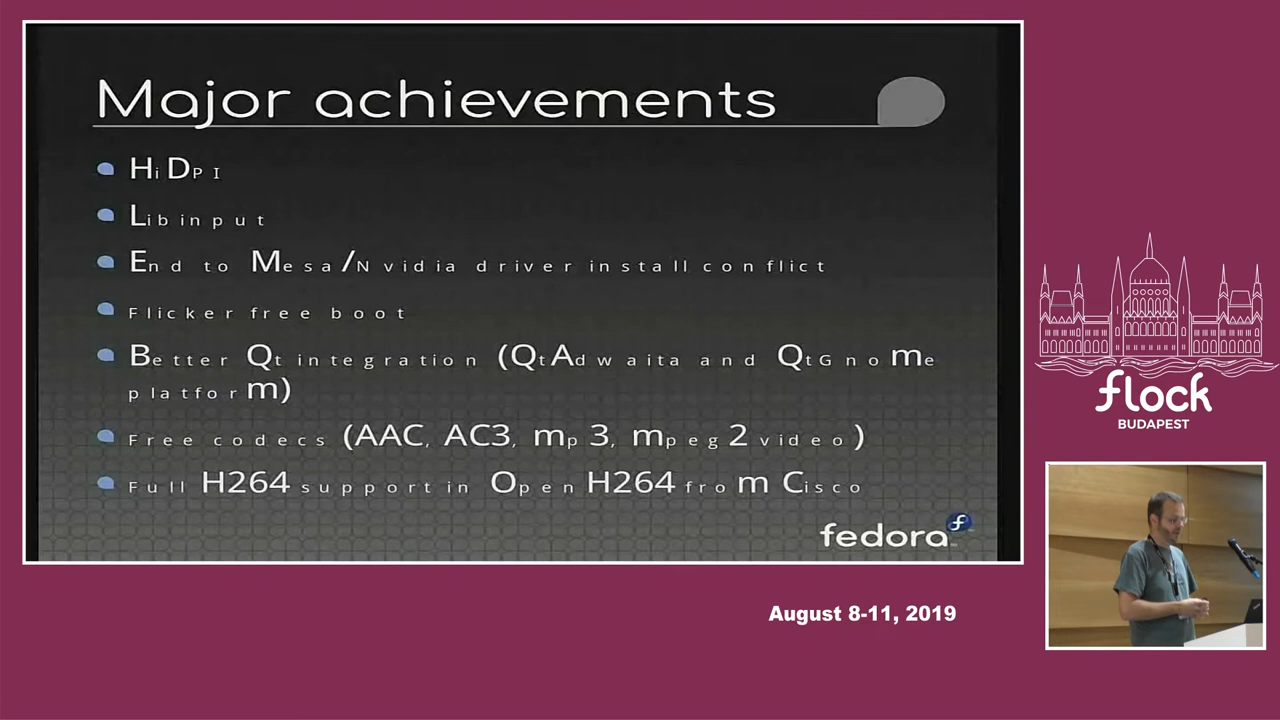 Major achievements
HiDPI
Libinput
End to Mesa/Nvidia driver install conflict
Flicker free boot
Better Qt integration (QtAdwaita and QtGnome
platform)
Free codecs (AAC, AC3, mp3, mpeg2 video)
Full H264 support in OpenH264 from Cisco
fedora
flock
BUDAPEST
August 8-11, 2019